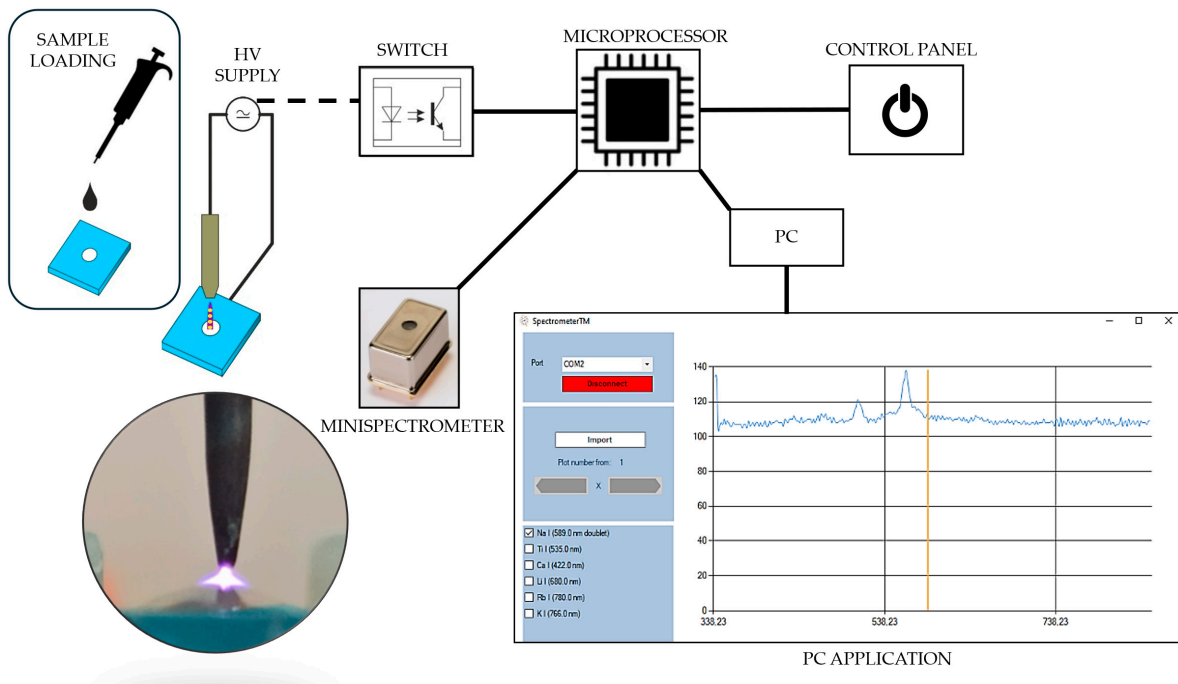 SAMPLE
LOADING
HV
SUPPLY
SWITCH
MICROPROCESSOR
CONTROL PANEL
PC
MINISPECTROMETER
SpectrometerTM
Port
COM2
Disconnect
Import
Plot number from: 1
X
Na I (589.0 nm doublet)
Ti I (535.0 nm)
Ca I (422.0 nm)
Li I (680.0 nm)
Rb I (780.0 nm)
K I (766.0 nm)
140
120
100
80
60
40
20
0
338,23 538,23 738,23
PC APPLICATION